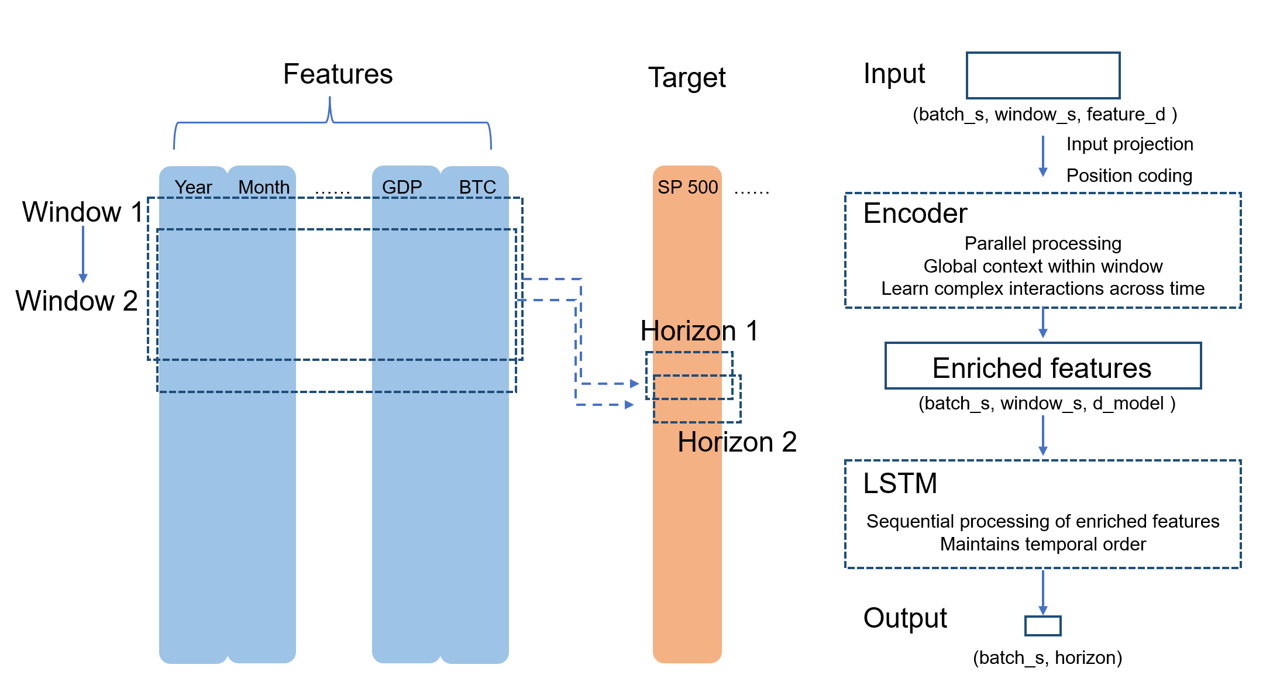 Features
Year Month ...... GDP BTC
Window 1
Window 2
Target
SP 500 ......
Horizon 1
Horizon 2
Input
(batch_s, window_s, feature_d )
Input projection
Position coding
Encoder
Parallel processing
Global context within window
Learn complex interactions across time
Enriched features
(batch_s, window_s, d_model )
LSTM
Sequential processing of enriched features
Maintains temporal order
Output
(batch_s, horizon)